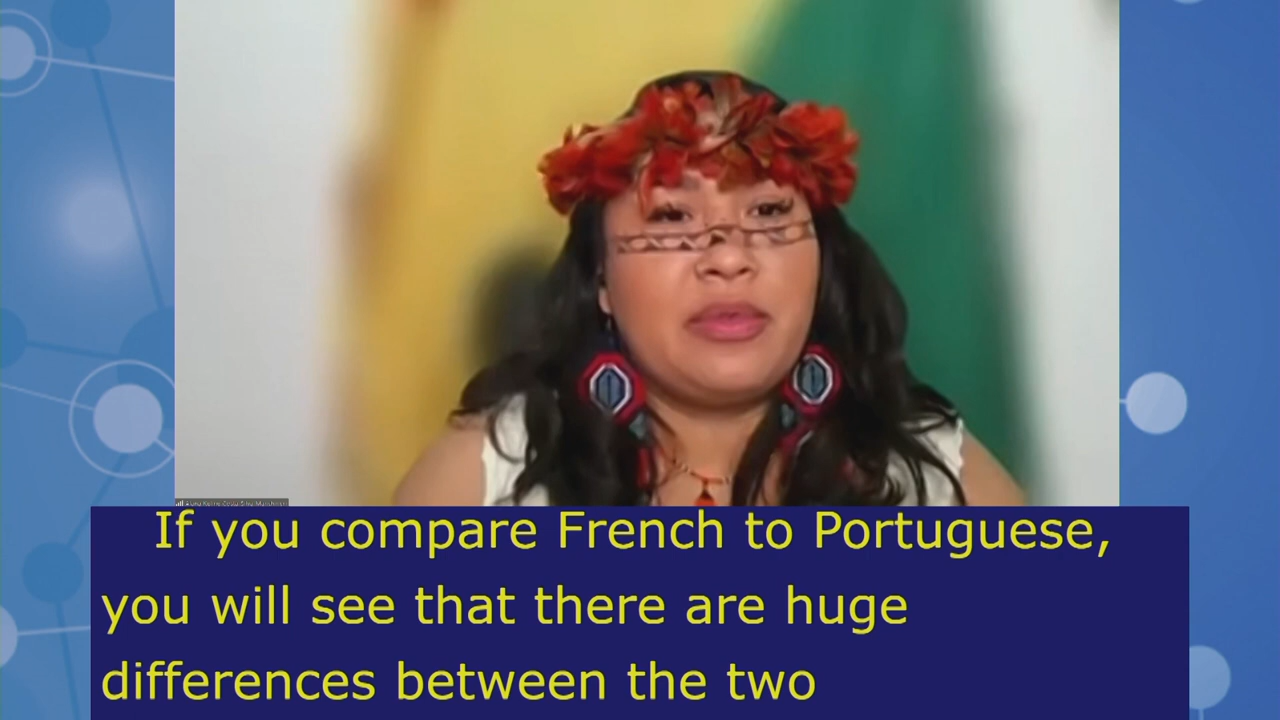 If you compare French to Portuguese,
you will see that there are huge
differences between the two